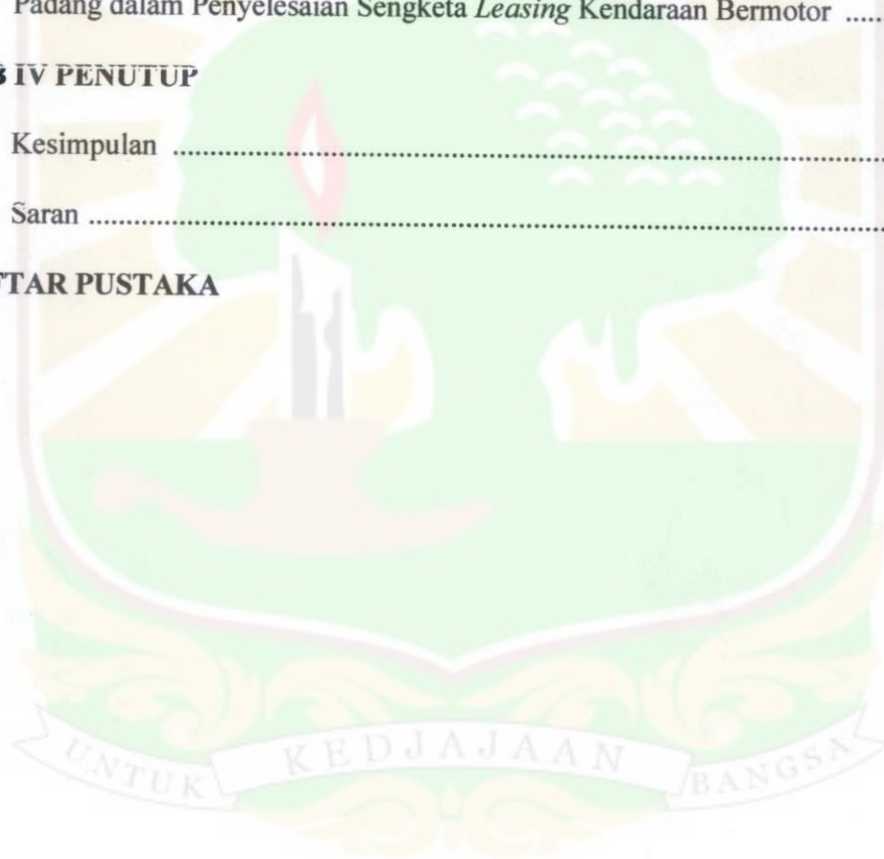 Padang dalam Penyelesaian Sengketa Leasing Kendaraan Bermotor .....
B IV PENUTUP
Kesimpulan ..........................................................................................
Saran ..........................................................................................
TAR PUSTAKA
UNTUK KEDJAJAAN BANGSA